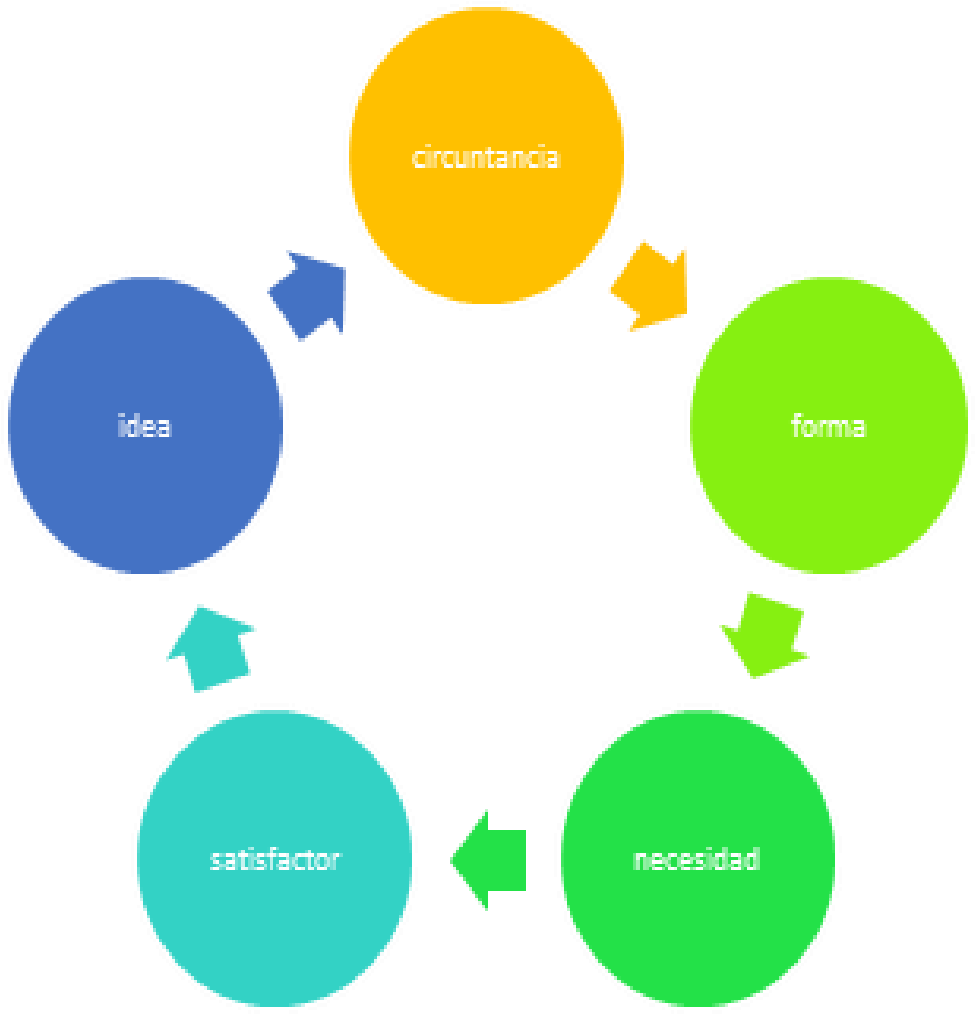 circuntancia
forma
necesidad
satisfactor
idea